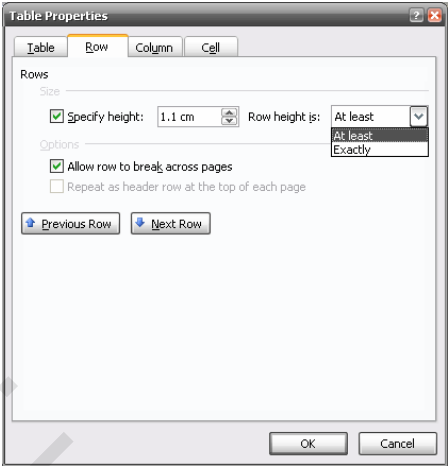 Table Properties
Table Row Column Cell
Rows
Size
Specify height: 1.1 cm Row height is: At least
At least
Exactly
Options
Allow row to break across pages
Repeat as header row at the top of each page
Previous Row Next Row
OK Cancel